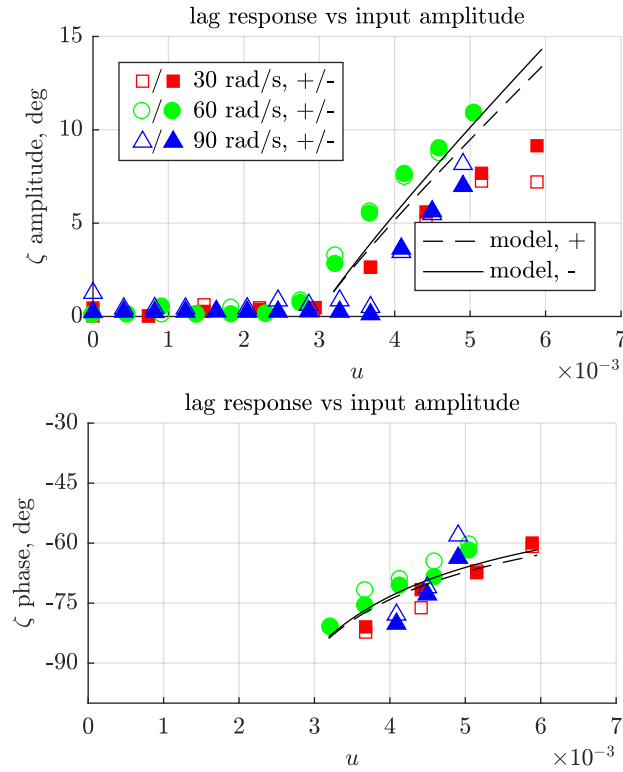 lag response vs input amplitude
15
10
5
0
ζ amplitude, deg
/ 30 rad/s, +/-
/ 60 rad/s, +/-
/ 90 rad/s, +/-
model, +
model, -
0 1 2 3 4 5 6 7
u
×10⁻³
lag response vs input amplitude
-30
-45
-60
-75
-90
ζ phase, deg
0 1 2 3 4 5 6 7
u
×10⁻³